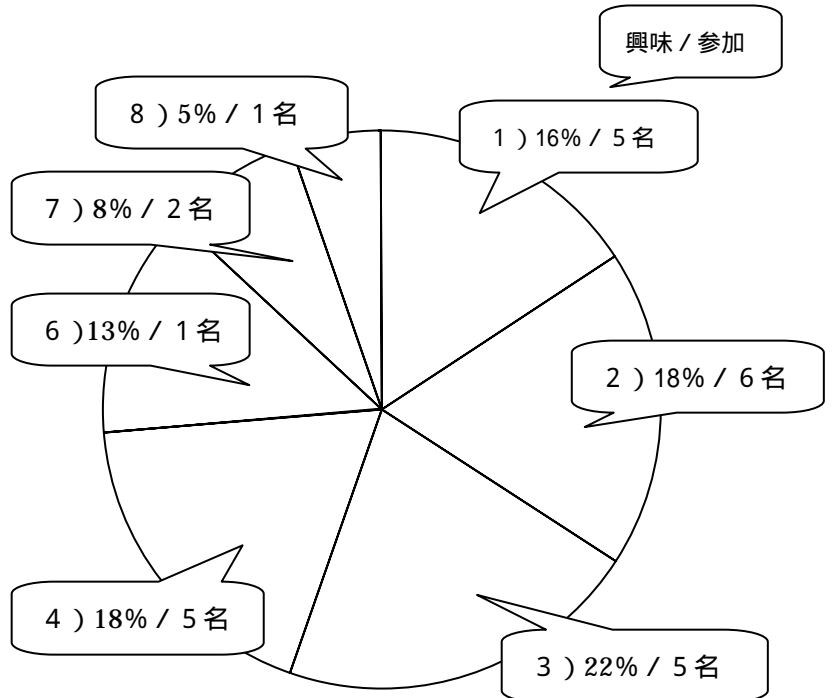 興味 / 参加
8 ) 5% / 1 名
1 ) 16% / 5 名
7 ) 8% / 2 名
6 ) 13% / 1 名
2 ) 18% / 6 名
4 ) 18% / 5 名
3 ) 22% / 5 名